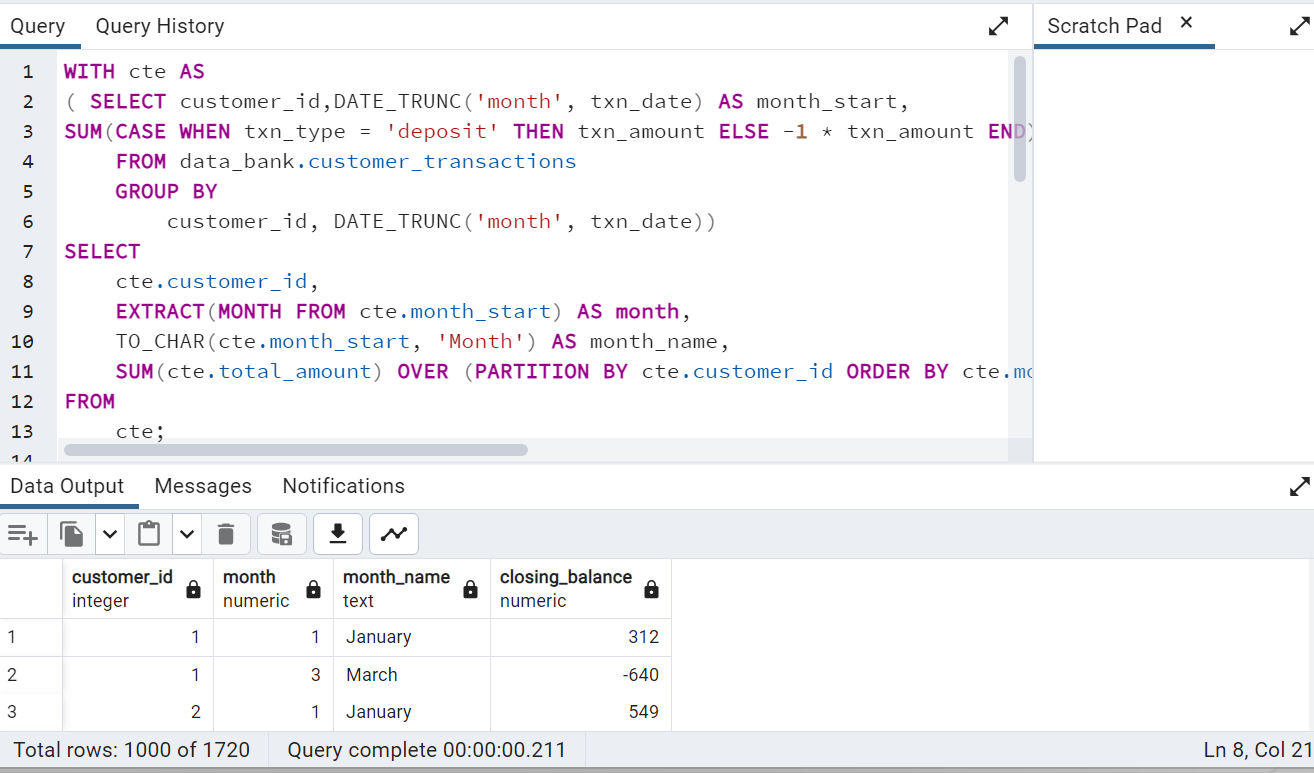 Query Query History Scratch Pad ×
1 WITH cte AS
2 ( SELECT customer_id,DATE_TRUNC('month', txn_date) AS month_start,
3 SUM(CASE WHEN txn_type = 'deposit' THEN txn_amount ELSE -1 * txn_amount END)
4 FROM data_bank.customer_transactions
5 GROUP BY
6 customer_id, DATE_TRUNC('month', txn_date))
7 SELECT
8 cte.customer_id,
9 EXTRACT(MONTH FROM cte.month_start) AS month,
10 TO_CHAR(cte.month_start, 'Month') AS month_name,
11 SUM(cte.total_amount) OVER (PARTITION BY cte.customer_id ORDER BY cte.mo
12 FROM
13 cte;
14
Data Output Messages Notifications
customer_id month month_name closing_balance
integer numeric text numeric
1 1 1 January 312
2 1 3 March -640
3 2 1 January 549
Total rows: 1000 of 1720 Query complete 00:00:00.211 Ln 8, Col 21